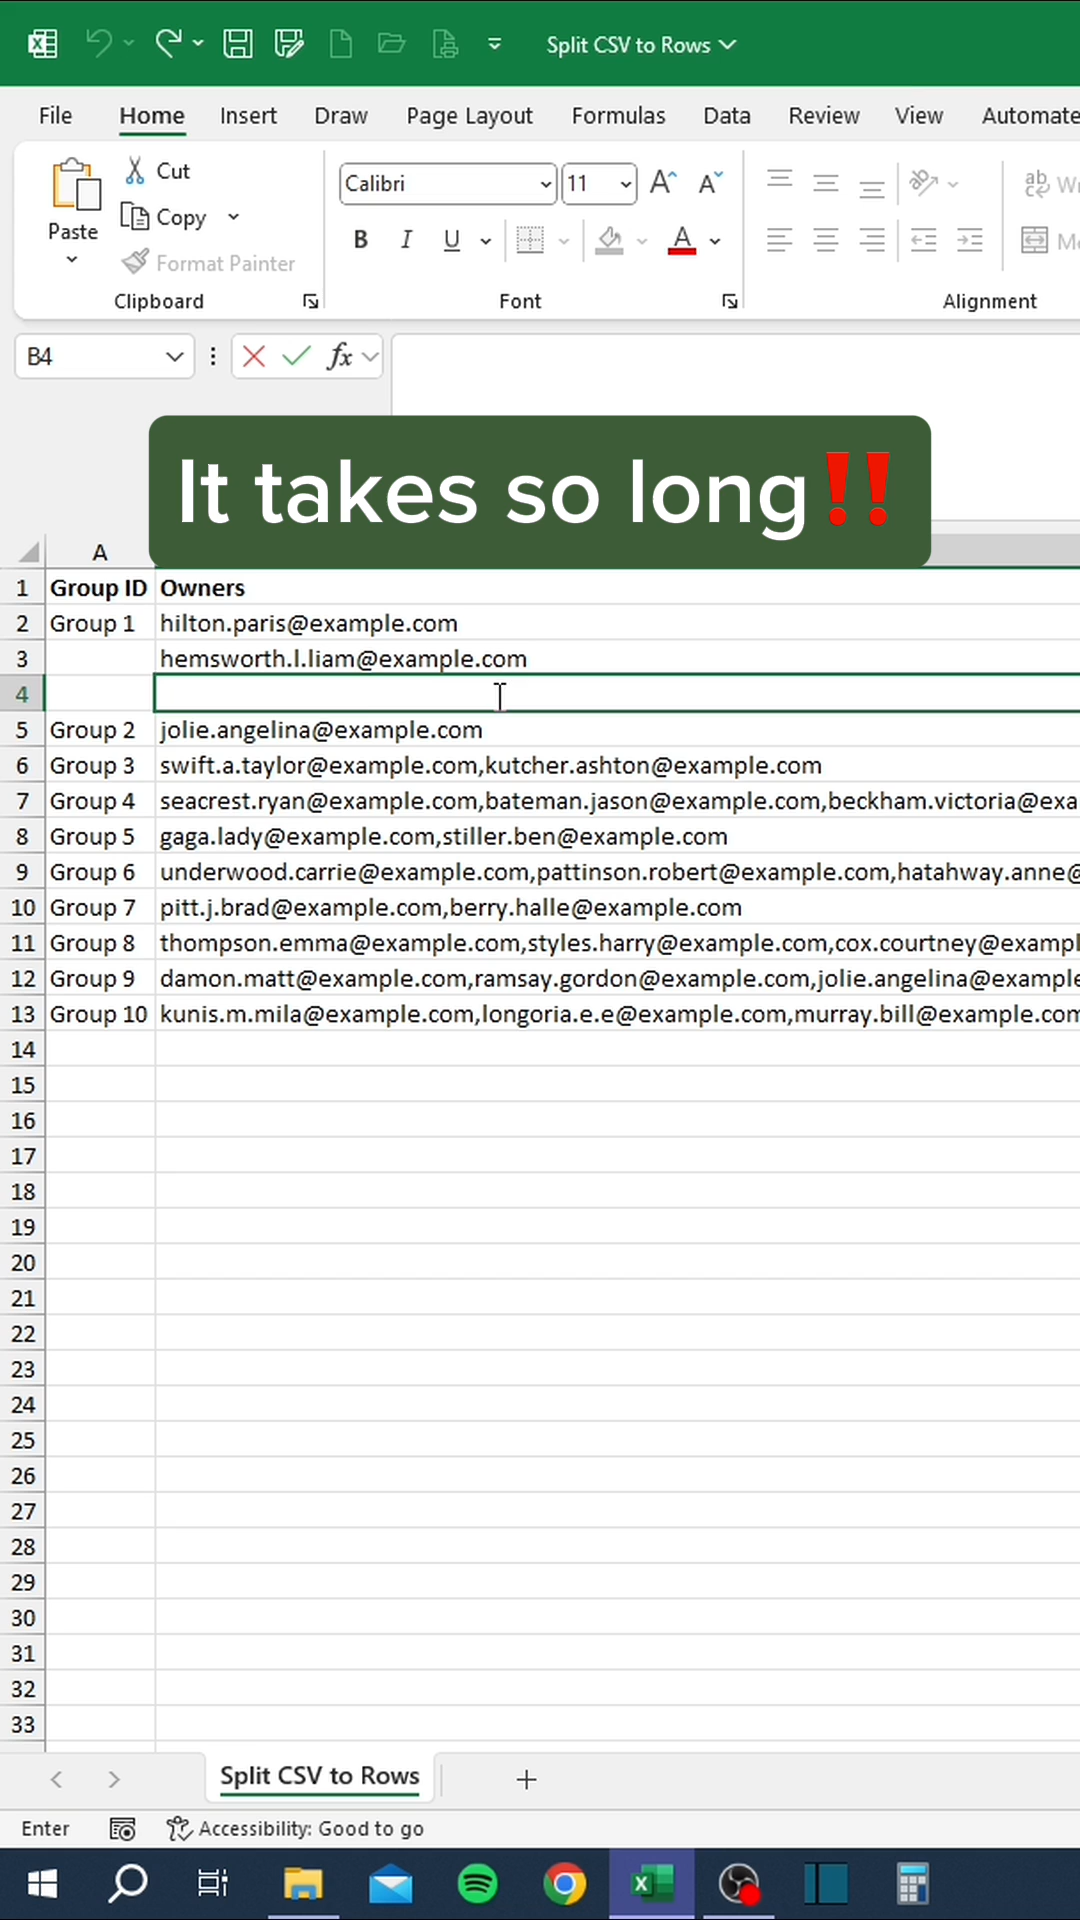 Split CSV to Rows
File Home Insert Draw Page Layout Formulas Data Review View Automate
Paste
Cut
Copy
Format Painter
Clipboard
Calibri 11
B I U
Font
Alignment
B4
fx
It takes so long‼
A
1 Group ID Owners
2 Group 1 hilton.paris@example.com
3 hemsworth.l.liam@example.com
4
5 Group 2 jolie.angelina@example.com
6 Group 3 swift.a.taylor@example.com,kutcher.ashton@example.com
7 Group 4 seacrest.ryan@example.com,bateman.jason@example.com,beckham.victoria@exa
8 Group 5 gaga.lady@example.com,stiller.ben@example.com
9 Group 6 underwood.carrie@example.com,pattinson.robert@example.com,hatahway.anne@
10 Group 7 pitt.j.brad@example.com,berry.halle@example.com
11 Group 8 thompson.emma@example.com,styles.harry@example.com,cox.courtney@exampl
12 Group 9 damon.matt@example.com,ramsay.gordon@example.com,jolie.angelina@example
13 Group 10 kunis.m.mila@example.com,longoria.e.e@example.com,murray.bill@example.com
14
15
16
17
18
19
20
21
22
23
24
25
26
27
28
29
30
31
32
33
Split CSV to Rows
Enter
Accessibility: Good to go